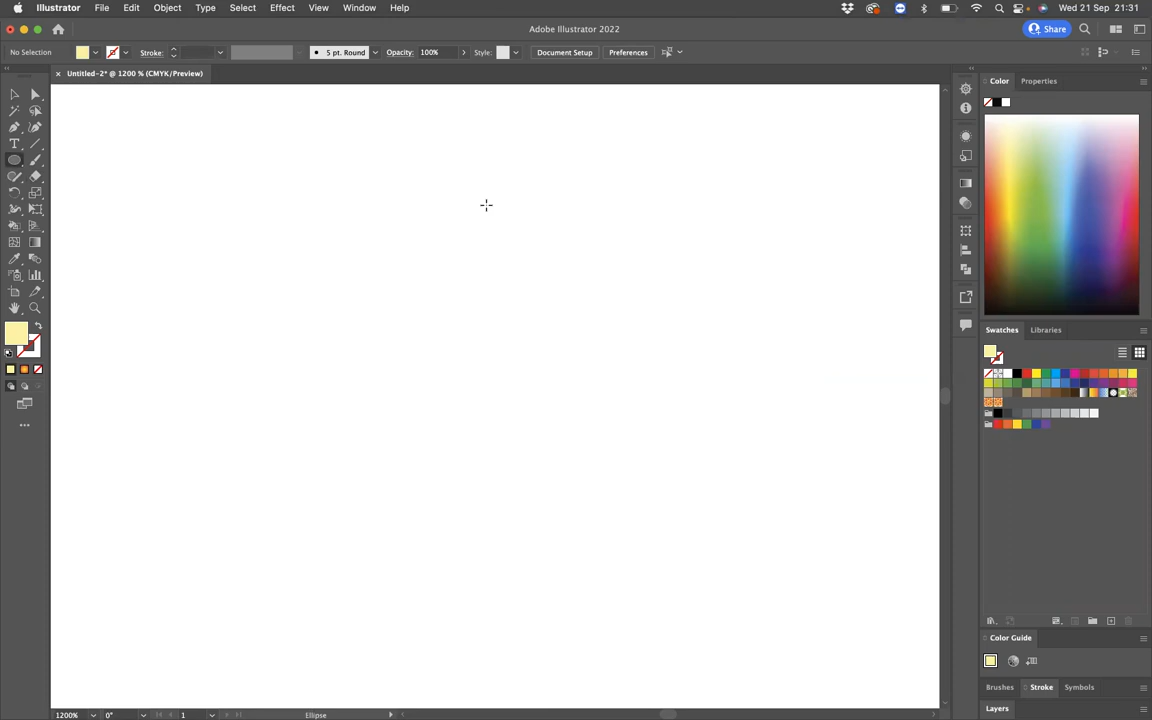 Illustrator File Edit Object Type Select Effect View Window Help Wed 21 Sep 21:31
Adobe Illustrator 2022 Share
No Selection Stroke: 5 pt. Round Opacity: 100% Style: Document Setup Preferences
Untitled-2* @ 1200 % (CMYK/Preview)
Color Properties
Swatches Libraries
Color Guide
Brushes Stroke Symbols
Layers
1200% 0° 1 Ellipse